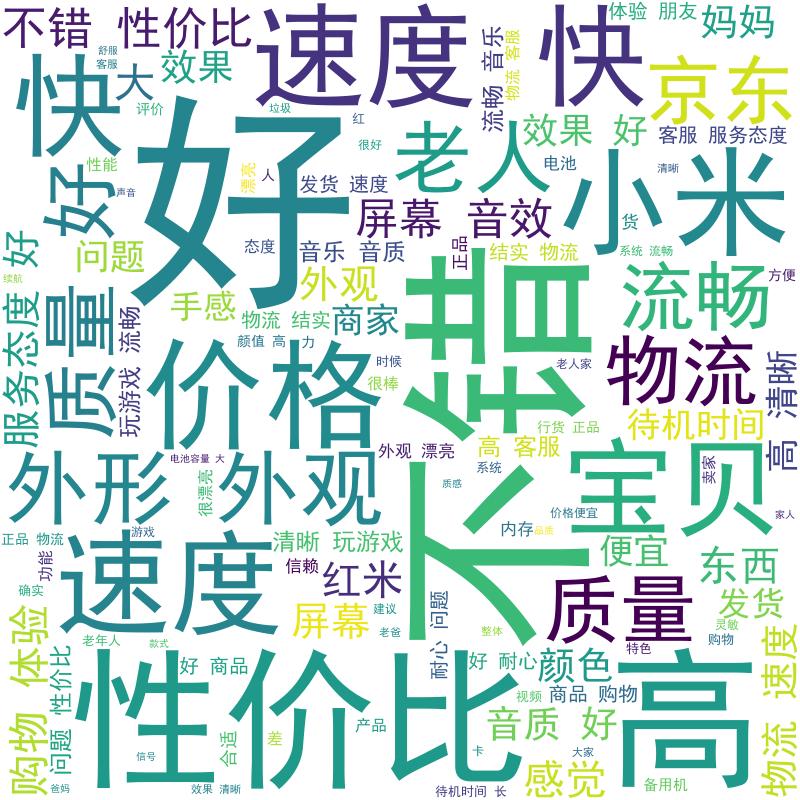 不错 性价比
速度
快
体验 朋友
妈妈
舒服
客服
快
大
效果
流畅 音乐
物流 客服
京东
评价
垃圾
红
好
老人
效果 好
客服 服务态度
很好
性能
好
声音
漂亮
人
发货 速度
电池
小米
清晰
屏幕 音效
货
态度
音乐 音质
正品
结实 物流
系统 流畅
服务态度 好
问题
续航
外观
不错
流畅
方便
手感
质量
玩游戏 流畅
物流 结实
商家
价格
颜值 高
力
时候
很棒
老人家
物流
高 清晰
行货 正品
待机时间
外观 漂亮
高 客服
外形
电池容量 大
很漂亮
外观
系统
质感
宝贝
卖家
价格便宜
家人
正品 物流
游戏
速度
清晰 玩游戏
内存
品质
便宜
东西
功能
信赖
红米
确实
质量
发货
灵敏
建议
屏幕
老爸
耐心 问题
整体
特色
购物
购物 体验
老年人
款式
好 商品
好 耐心
颜色
高
物流 速度
问题 性价比
性价比
视频
商品 购物
产品
音质 好
合适
差
信号
卡
大家
感觉
备用机
爸妈
效果 清晰
待机时间 长